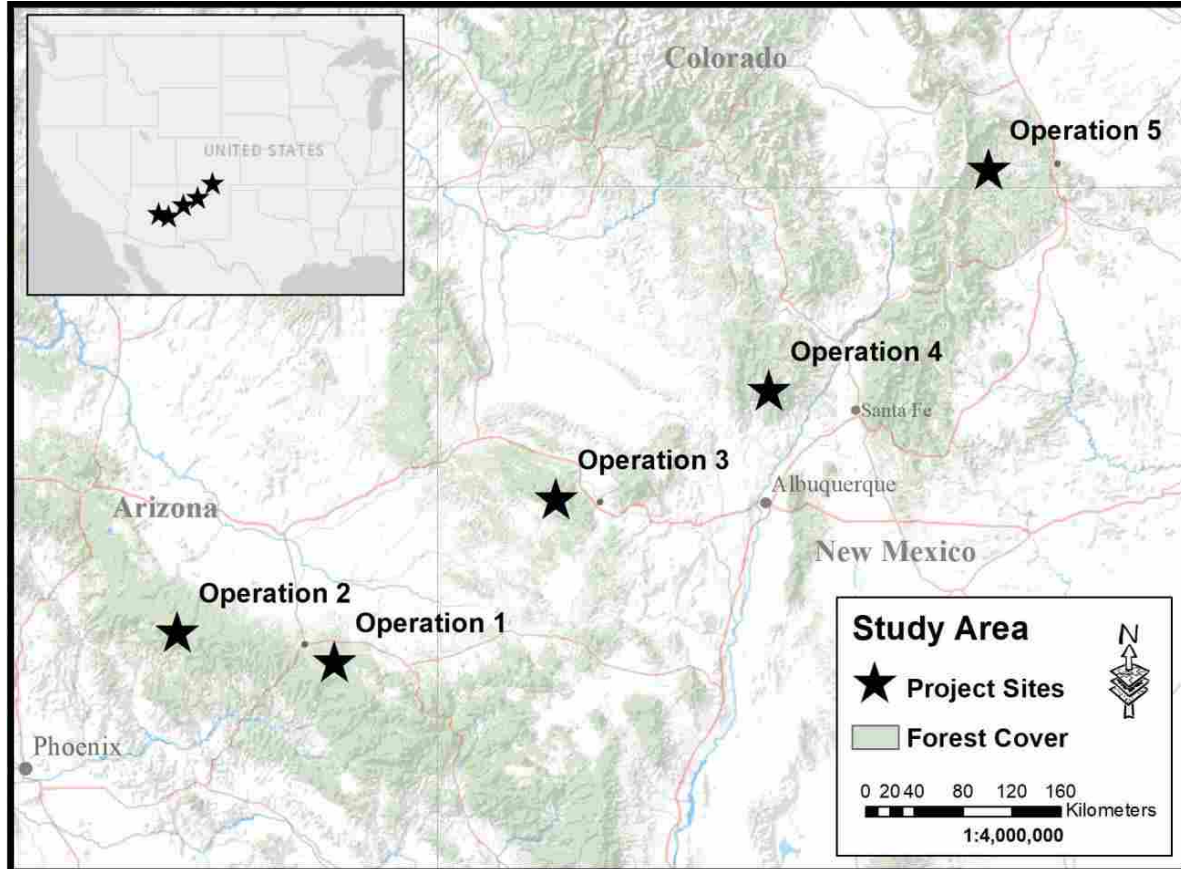 Colorado
UNITED STATES
Operation 5
Operation 4
Santa Fe
Operation 3
Albuquerque
Arizona
New Mexico
Operation 2
Operation 1
Phoenix
Study Area
N
Project Sites
Forest Cover
0 20 40 80 120 160
Kilometers
1:4,000,000